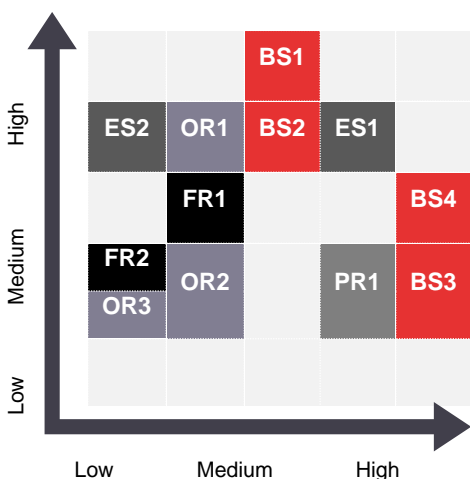 BS1
High
ES2 OR1 BS2 ES1
FR1 BS4
Medium
FR2
OR3 OR2 PR1 BS3
Low
Low Medium High